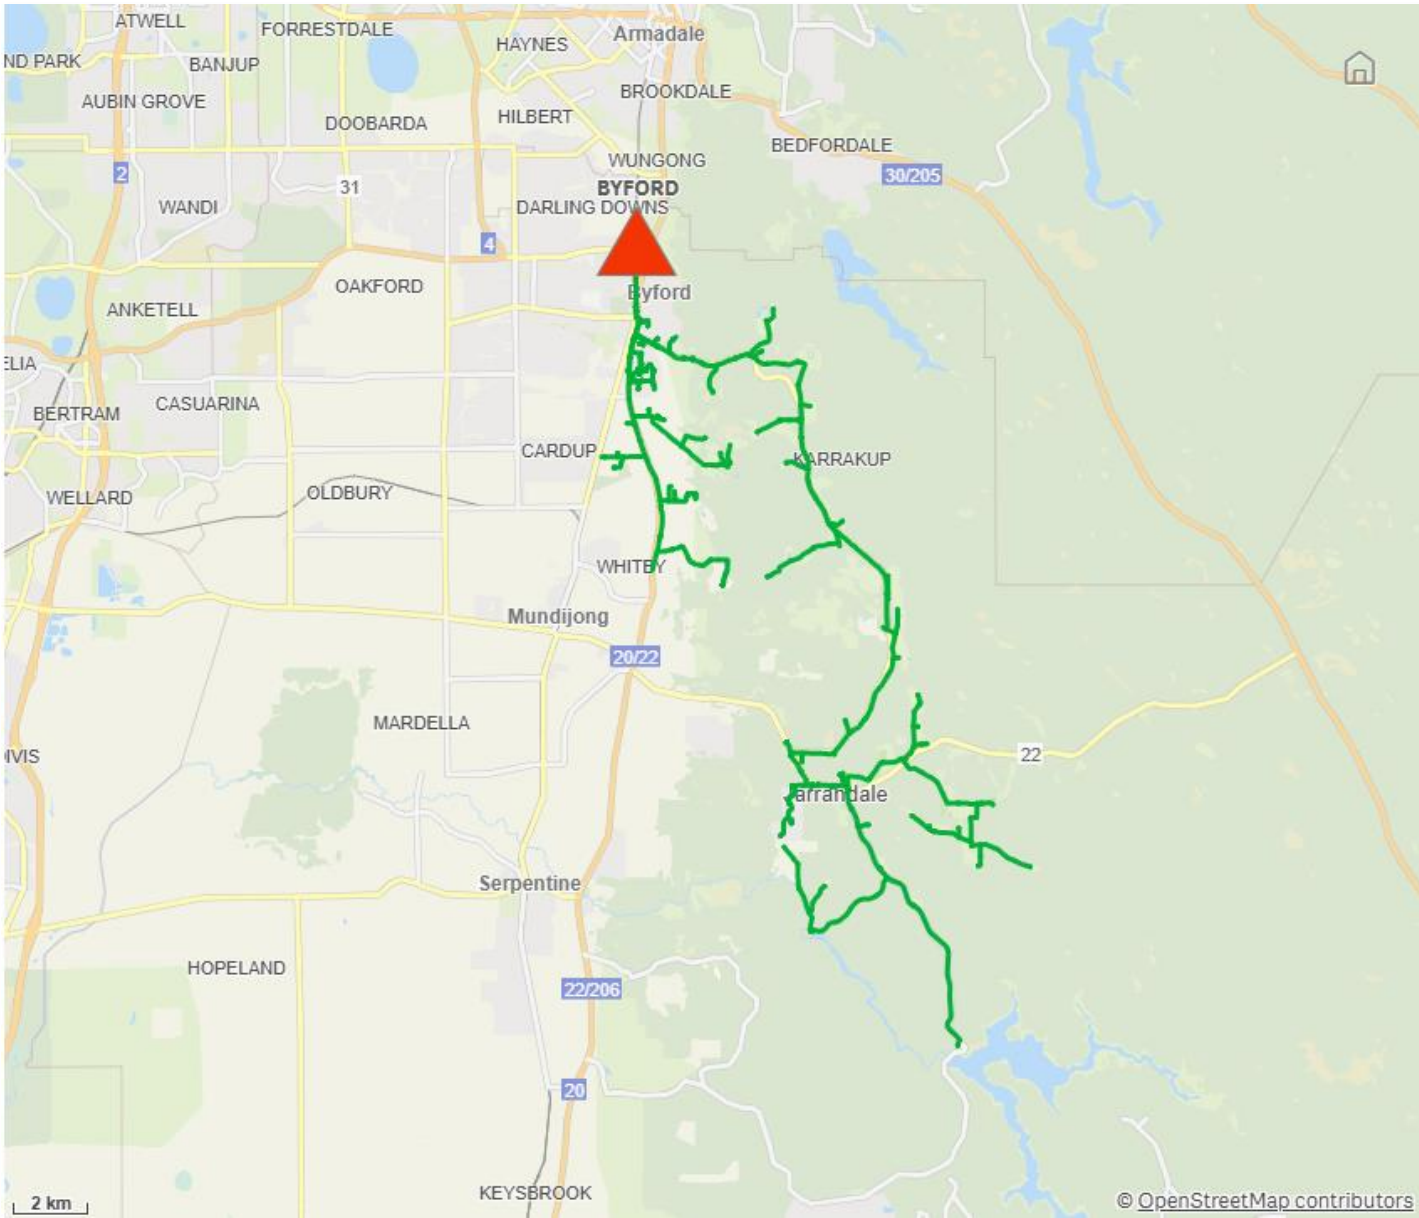 ATWELL
FORRESTDALE
Armadale
HAYNES
ND PARK
BANJUP
BROOKDALE
AUBIN GROVE
HILBERT
DOOBARDA
BEDFORDALE
WUNGONG
2
30/205
31
BYFORD
WANDI
DARLING DOWNS
4
OAKFORD
Byford
ANKETELL
ELIA
CASUARINA
BERTRAM
CARDUP
KARRAKUP
OLDBURY
WELLARD
WHITBY
Mundijong
20/22
MARDELLA
22
IVIS
arrandale
Serpentine
HOPELAND
22/206
20
KEYSBROOK
2 km
© OpenStreetMap contributors